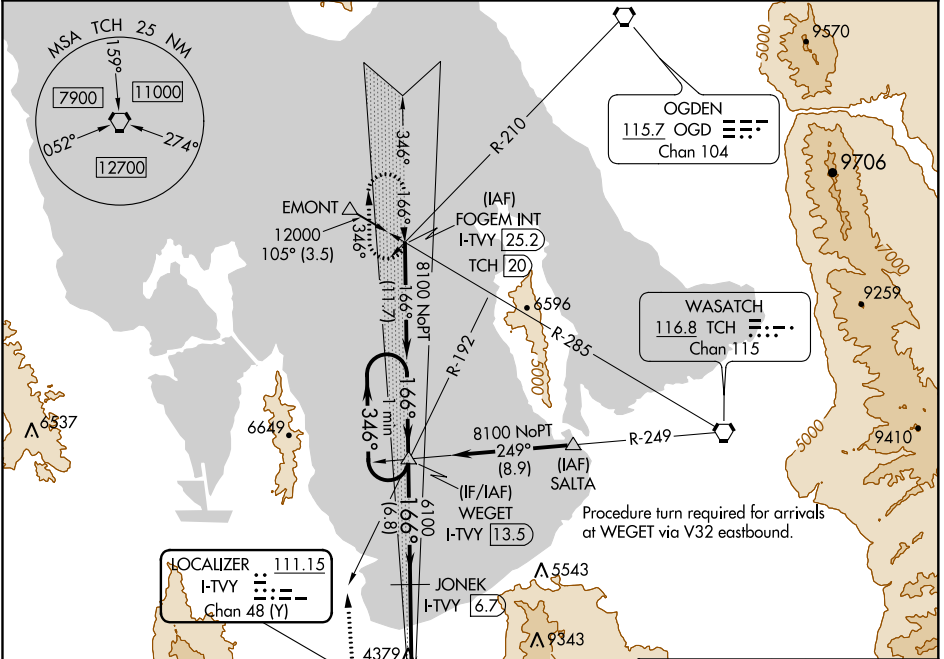 MSA TCH 25 NM
159°
7900
11000
052°
274°
12700
5000
9570
OGDEN
115.7 OGD
Chan 104
R-210
9706
346°
166°
EMONT
12000
105° (3.5)
346°
(IAF)
FOGEM INT
I-TVY 25.2
TCH 20
8100 NoPT
166°
(11.7)
7000
6596
9259
WASATCH
116.8 TCH
Chan 115
R-285
R-192
5000
1 min
166°
346°
6537
6649
8100 NoPT
249°
(8.9)
R-249
9410
(IAF)
SALTA
(IF/IAF)
WEGET
I-TVY 13.5
6100
166°
(6.8)
Procedure turn required for arrivals
at WEGET via V32 eastbound.
LOCALIZER 111.15
I-TVY
Chan 48 (Y)
JONEK
I-TVY 6.7
5543
5000
9343
4379